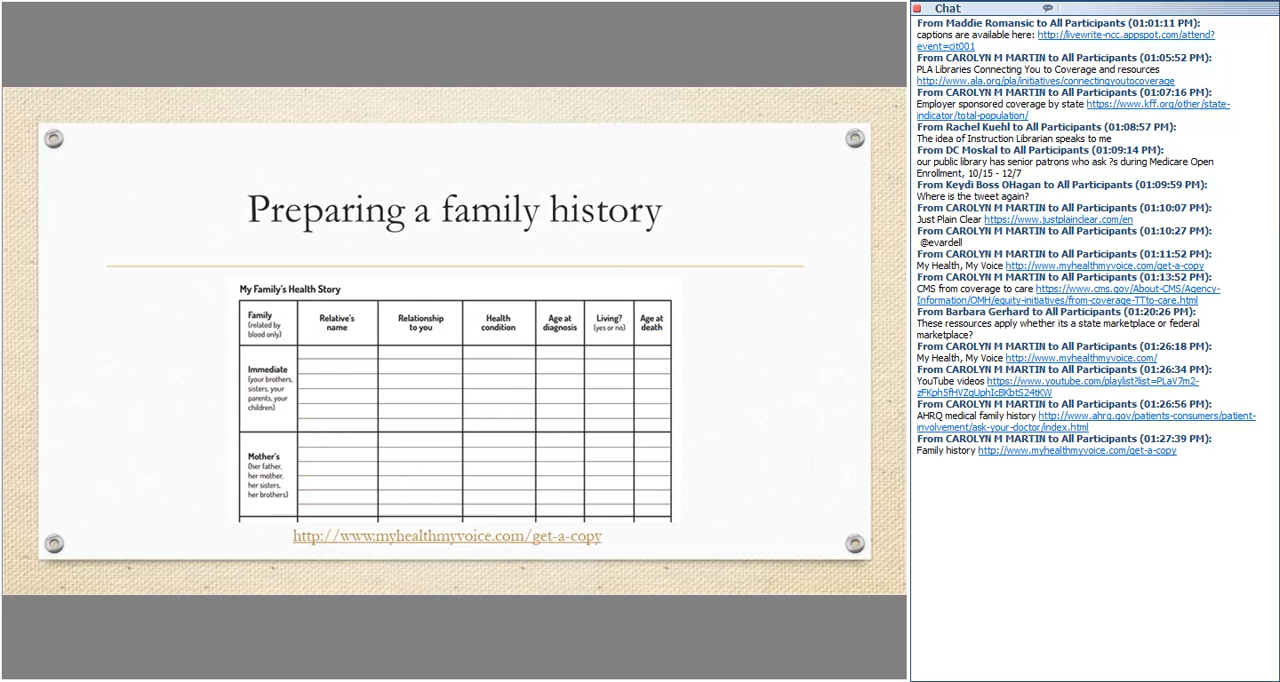 Preparing a family history
My Family's Health Story
Family
(related by
blood only)
Relative's
name
Relationship
to you
Health
condition
Age at
diagnosis
Living?
(yes or no)
Age at
death
Immediate
(your brothers,
sisters, your
parents, your
children)
Mother's
(her father,
her mother,
her sisters,
her brothers)
http://www.myhealthmyvoice.com/get-a-copy
Chat
From Maddie Romansic to All Participants (01:01:11 PM):
captions are available here: http://livewrite-ncc.appspot.com/attend?
event=cit001
From CAROLYN M MARTIN to All Participants (01:05:52 PM):
PLA Libraries Connecting You to Coverage and resources
http://www.ala.org/pla/initiatives/connectingyoutocoverage
From CAROLYN M MARTIN to All Participants (01:07:16 PM):
Employer sponsored coverage by state https://www.kff.org/other/state-
indicator/total-population/
From Rachel Kuehl to All Participants (01:08:57 PM):
The idea of Instruction Librarian speaks to me
From DC Moskal to All Participants (01:09:14 PM):
our public library has senior patrons who ask ?s during Medicare Open
Enrollment, 10/15 - 12/7
From Keydi Boss OHagan to All Participants (01:09:59 PM):
Where is the tweet again?
From CAROLYN M MARTIN to All Participants (01:10:07 PM):
Just Plain Clear https://www.justplainclear.com/en
From CAROLYN M MARTIN to All Participants (01:10:27 PM):
@evardell
From CAROLYN M MARTIN to All Participants (01:11:52 PM):
My Health, My Voice http://www.myhealthmyvoice.com/get-a-copy
From CAROLYN M MARTIN to All Participants (01:13:52 PM):
CMS from coverage to care https://www.cms.gov/About-CMS/Agency-
Information/OMH/equity-initiatives/from-coverage-TTto-care.html
From Barbara Gerhard to All Participants (01:20:26 PM):
These ressources apply whether its a state marketplace or federal
marketplace?
From CAROLYN M MARTIN to All Participants (01:26:18 PM):
My Health, My Voice http://www.myhealthmyvoice.com/
From CAROLYN M MARTIN to All Participants (01:26:34 PM):
YouTube videos https://www.youtube.com/playlist?list=PLaV7m2-
zFKph5fHVZgUphIcBKbtS24tKW
From CAROLYN M MARTIN to All Participants (01:26:56 PM):
AHRQ medical family history http://www.ahrq.gov/patients-consumers/patient-
involvement/ask-your-doctor/index.html
From CAROLYN M MARTIN to All Participants (01:27:39 PM):
Family history http://www.myhealthmyvoice.com/get-a-copy